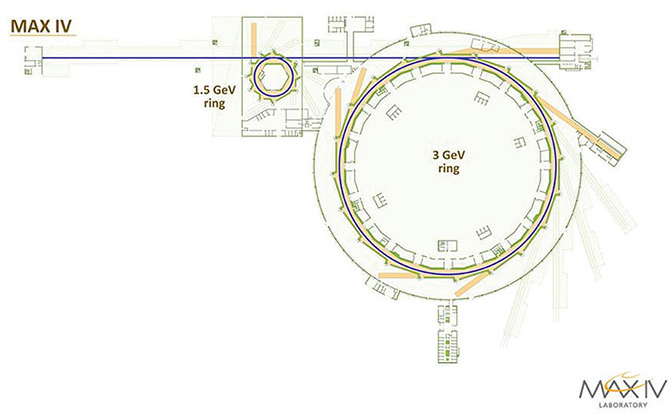 MAX IV
1.5 GeV
ring
3 GeV
ring
MAX IV
LABORATORY